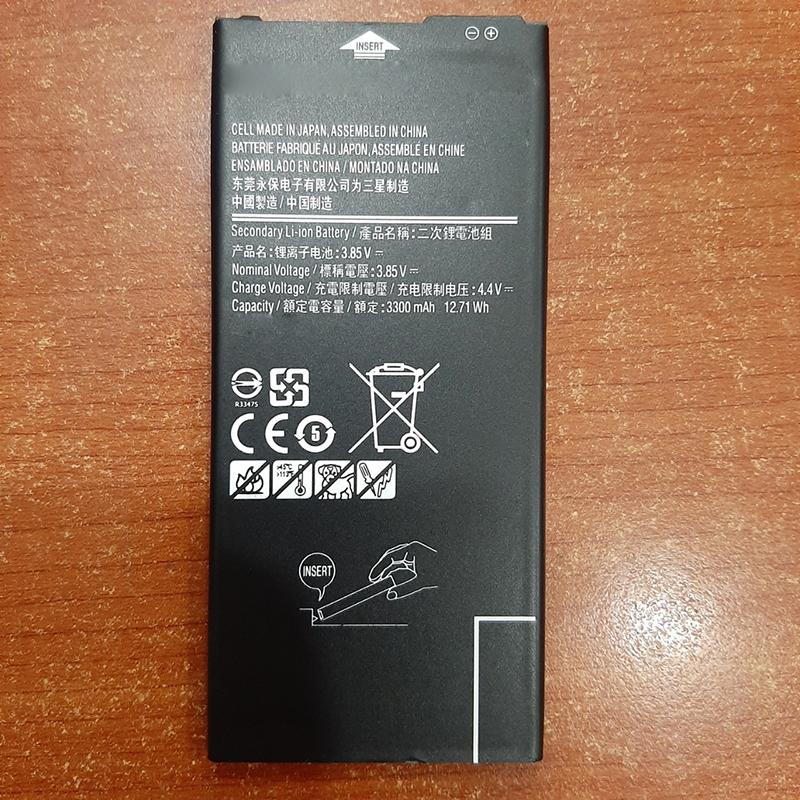 INSERT
⊖ ⊕
CELL MADE IN JAPAN, ASSEMBLED IN CHINA
BATTERIE FABRIQUÉ AU JAPON, ASSEMBLÉ EN CHINE
ENSAMBLADO EN CHINA / MONTADO NA CHINA
东莞永保电子有限公司为三星制造
中國製造 / 中国制造
Secondary Li-ion Battery / 產品名稱 : 二次鋰電池組
产品名 : 锂离子电池 : 3.85 V ⎓
Nominal Voltage / 標稱電壓 : 3.85 V ⎓
Charge Voltage / 充電限制電壓 / 充电限制电压 : 4.4 V ⎓
Capacity / 額定電容量 / 额定 : 3300 mAh 12.71 Wh
R33475
CE 5
>45°C
>113°F
INSERT